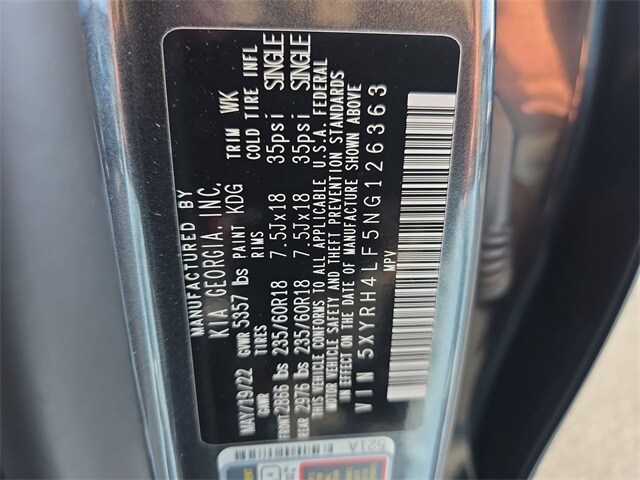 MANUFACTURED BY
KIA GEORGIA, INC.
MAY/19/22 GVWR 5357 lbs PAINT KDG TRIM WK
GAWR TIRES RIMS COLD TIRE INFL
FRONT 2866 lbs 235/60R18 7.5Jx18 35psi SINGLE
REAR 2976 lbs 235/60R18 7.5Jx18 35psi SINGLE
THIS VEHICLE CONFORMS TO ALL APPLICABLE U.S.A. FEDERAL
MOTOR VEHICLE SAFETY AND THEFT PREVENTION STANDARDS
IN EFFECT ON THE DATE OF MANUFACTURE SHOWN ABOVE
VIN 5XYRH4LF5NG126363
MPV
521A